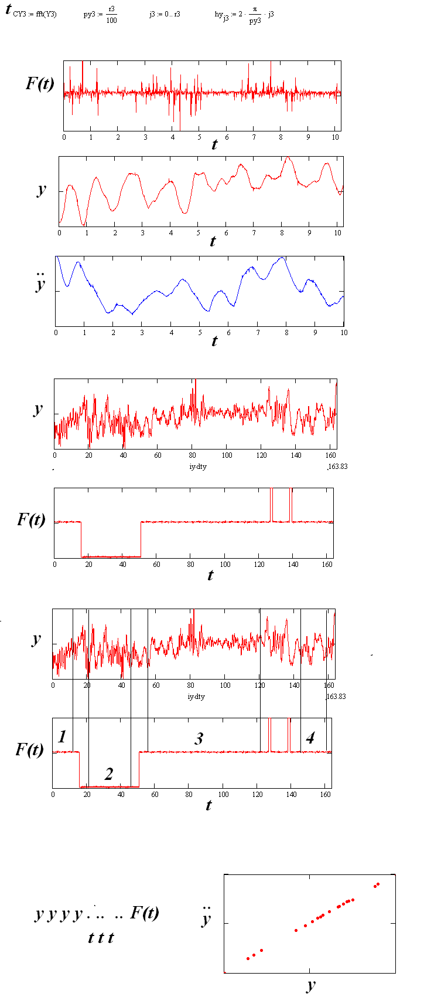 t CY3 := fft(Y3) py3 := r3/100 j3 := 0.. r3 hy_j3 := 2 · π/py3 · j3
F(t)
0 1 2 3 4 5 6 7 8 9 10
t
y
0 1 2 3 4 5 6 7 8 9 10
t
ÿ
0 1 2 3 4 5 6 7 8 9 10
t
y
0 20 40 60 80 100 120 140 160
iy·dty 163.83
F(t)
0 20 40 60 80 100 120 140 160
t
y
0 20 40 60 80 100 120 140 160
iy·dty 163.83
1 3 4
F(t)
2
0 20 40 60 80 100 120 140 160
t
y y y y . .. .. F(t)
t t t
ÿ
y